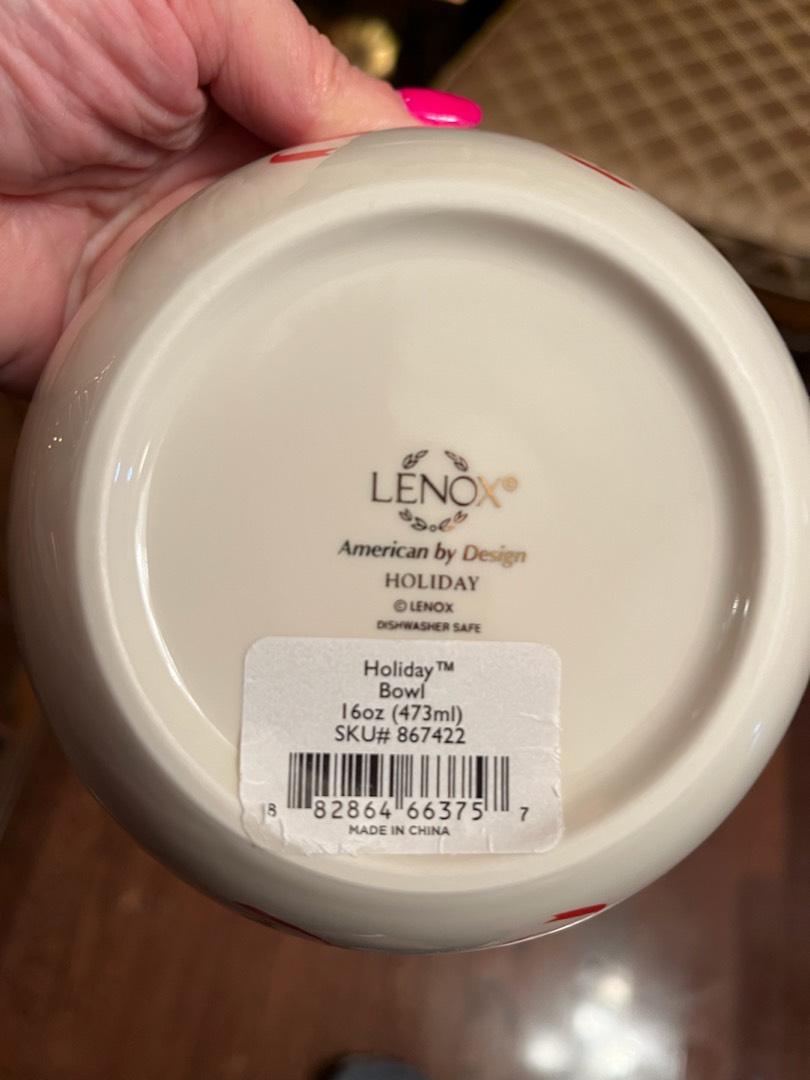 LENOX©
American by Design
HOLIDAY
© LENOX
DISHWASHER SAFE
Holiday™
Bowl
16oz (473ml)
SKU# 867422
8 82864 66375 7
MADE IN CHINA